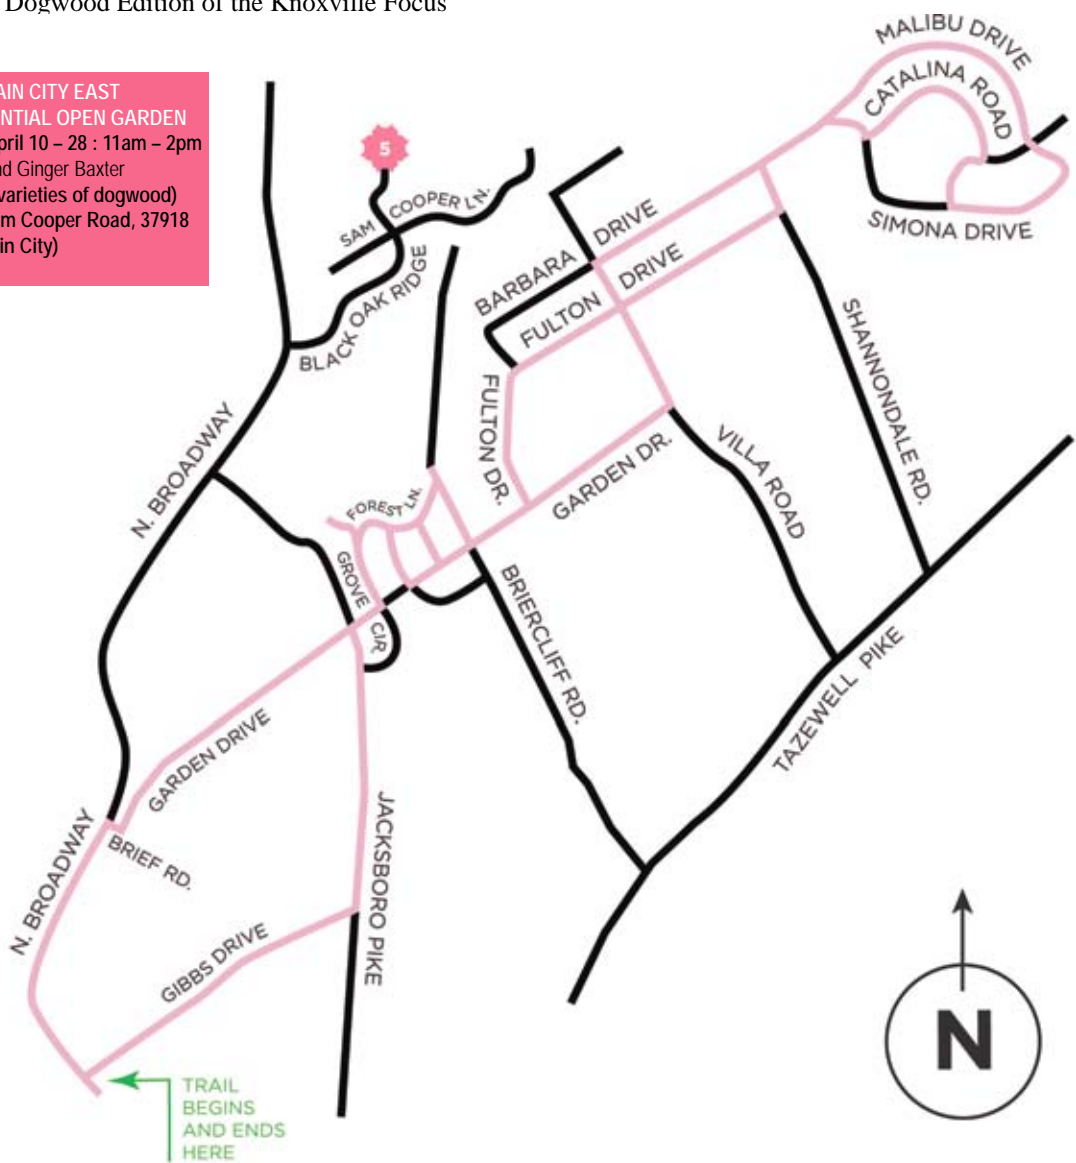 Dogwood Edition of the Knoxville Focus
AIN CITY EAST
ENTIAL OPEN GARDEN
pril 10 – 28 : 11am – 2pm
d Ginger Baxter
varieties of dogwood)
m Cooper Road, 37918
in City)
5
SAM COOPER LN.
BLACK OAK RIDGE
N. BROADWAY
MALIBU DRIVE
CATALINA ROAD
SIMONA DRIVE
BARBARA DRIVE
FULTON DRIVE
FULTON DR.
GARDEN DR.
VILLA ROAD
SHANNONDALE RD.
FOREST LN.
GROVE CIR.
BRIERCLIFF RD.
TAZEWELL PIKE
GARDEN DRIVE
BRIEF RD.
N. BROADWAY
JACKSBORO PIKE
GIBBS DRIVE
N
TRAIL
BEGINS
AND ENDS
HERE